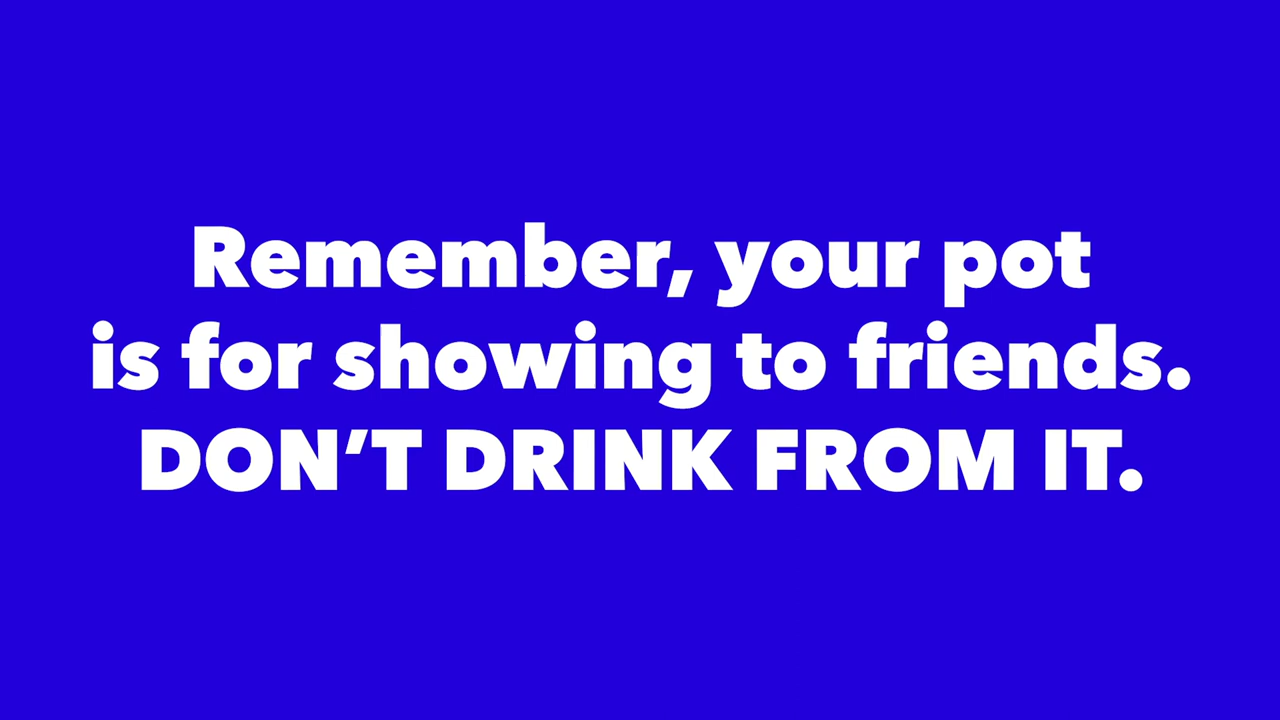 Remember, your pot
is for showing to friends.
DON’T DRINK FROM IT.